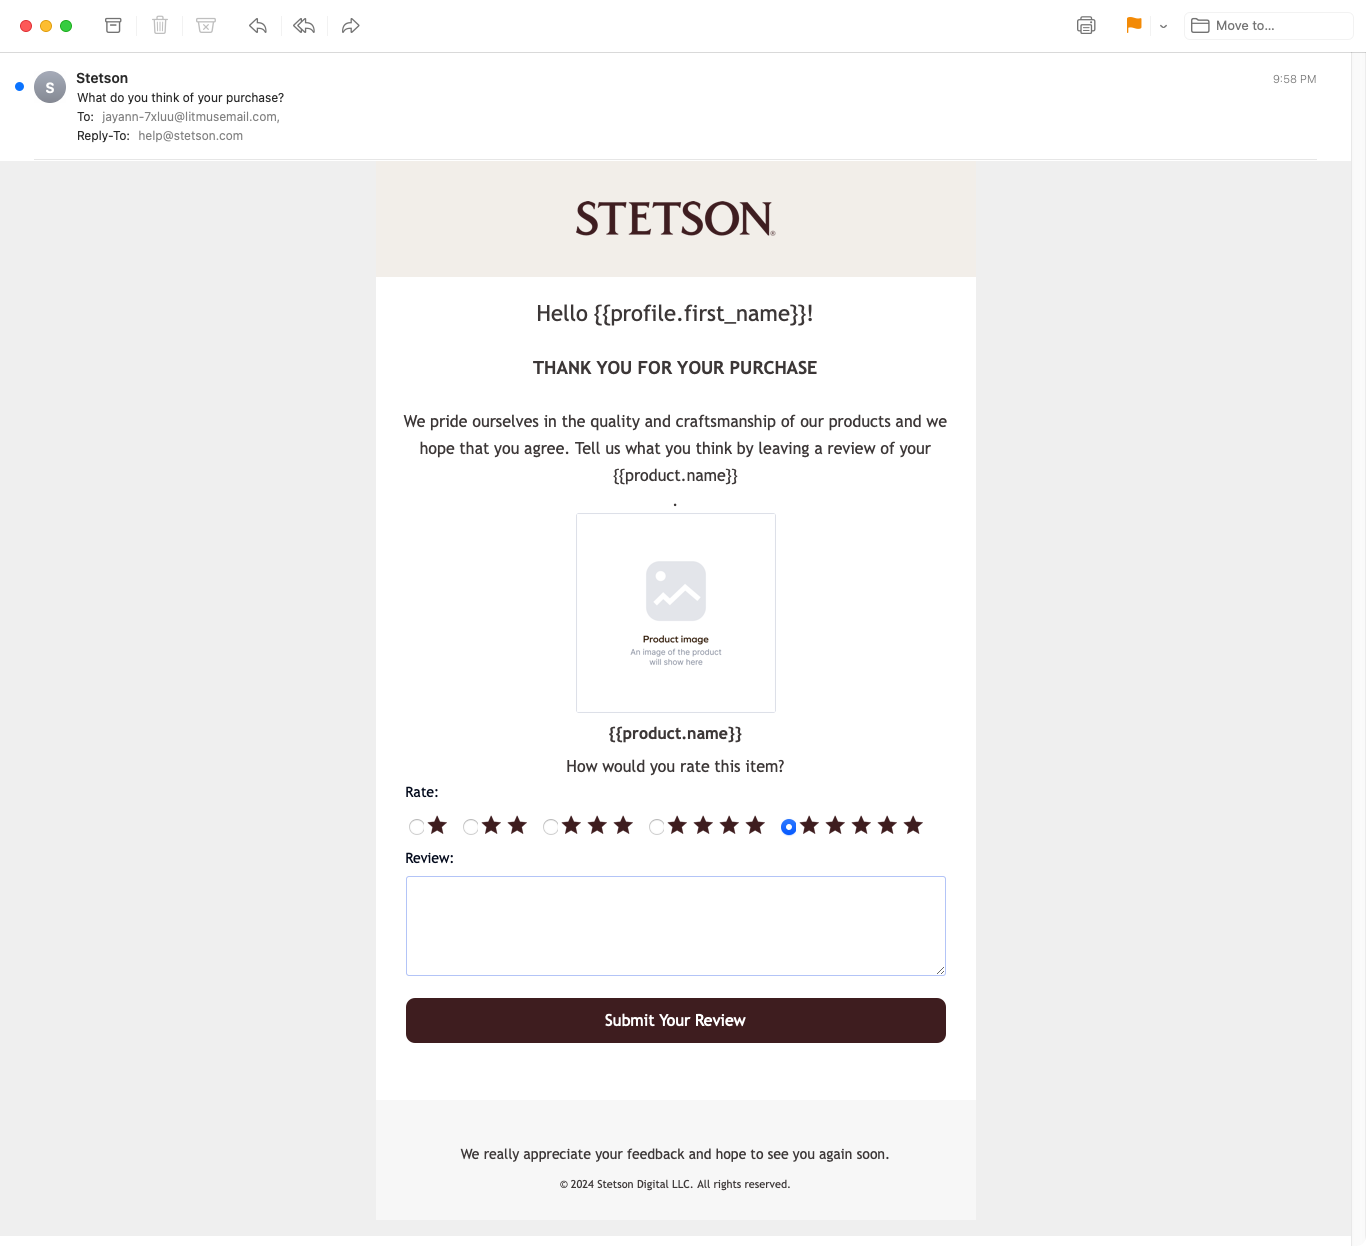 Move to...
S
Stetson
9:58 PM
What do you think of your purchase?
To: jayann-7xluu@litmusemail.com,
Reply-To: help@stetson.com
STETSON®
Hello {{profile.first_name}}!
THANK YOU FOR YOUR PURCHASE
We pride ourselves in the quality and craftsmanship of our products and we
hope that you agree. Tell us what you think by leaving a review of your
{{product.name}}
.
Product image
An image of the product
will show here
{{product.name}}
How would you rate this item?
Rate:
Review:
Submit Your Review
We really appreciate your feedback and hope to see you again soon.
© 2024 Stetson Digital LLC. All rights reserved.